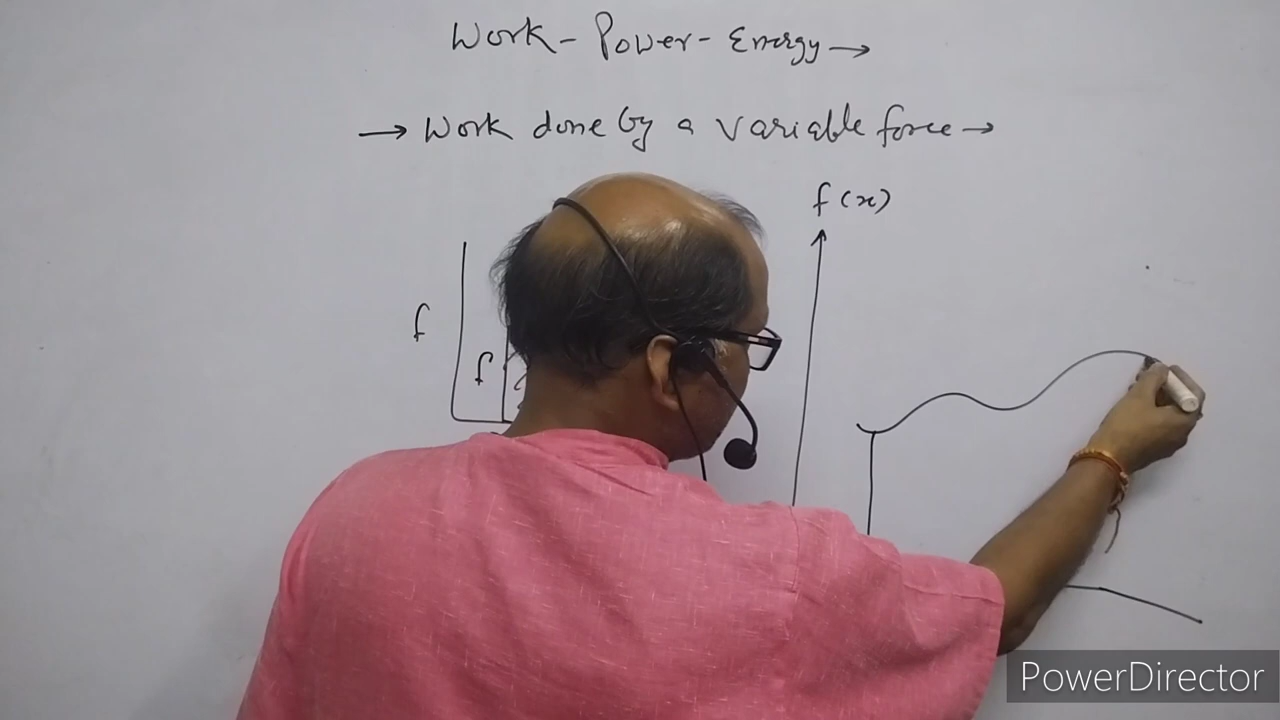 Work - Power - Energy →
→ Work done by a variable force →
f (x)
f
f
PowerDirector